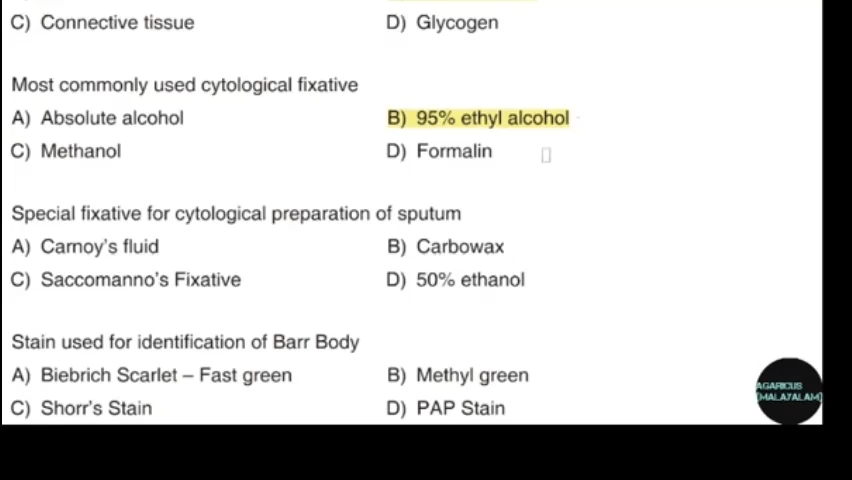 C) Connective tissue D) Glycogen
Most commonly used cytological fixative
A) Absolute alcohol B) 95% ethyl alcohol
C) Methanol D) Formalin
Special fixative for cytological preparation of sputum
A) Carnoy's fluid B) Carbowax
C) Saccomanno's Fixative D) 50% ethanol
Stain used for identification of Barr Body
A) Biebrich Scarlet – Fast green B) Methyl green
C) Shorr's Stain D) PAP Stain
AGARICUS
(MALAYALAM)